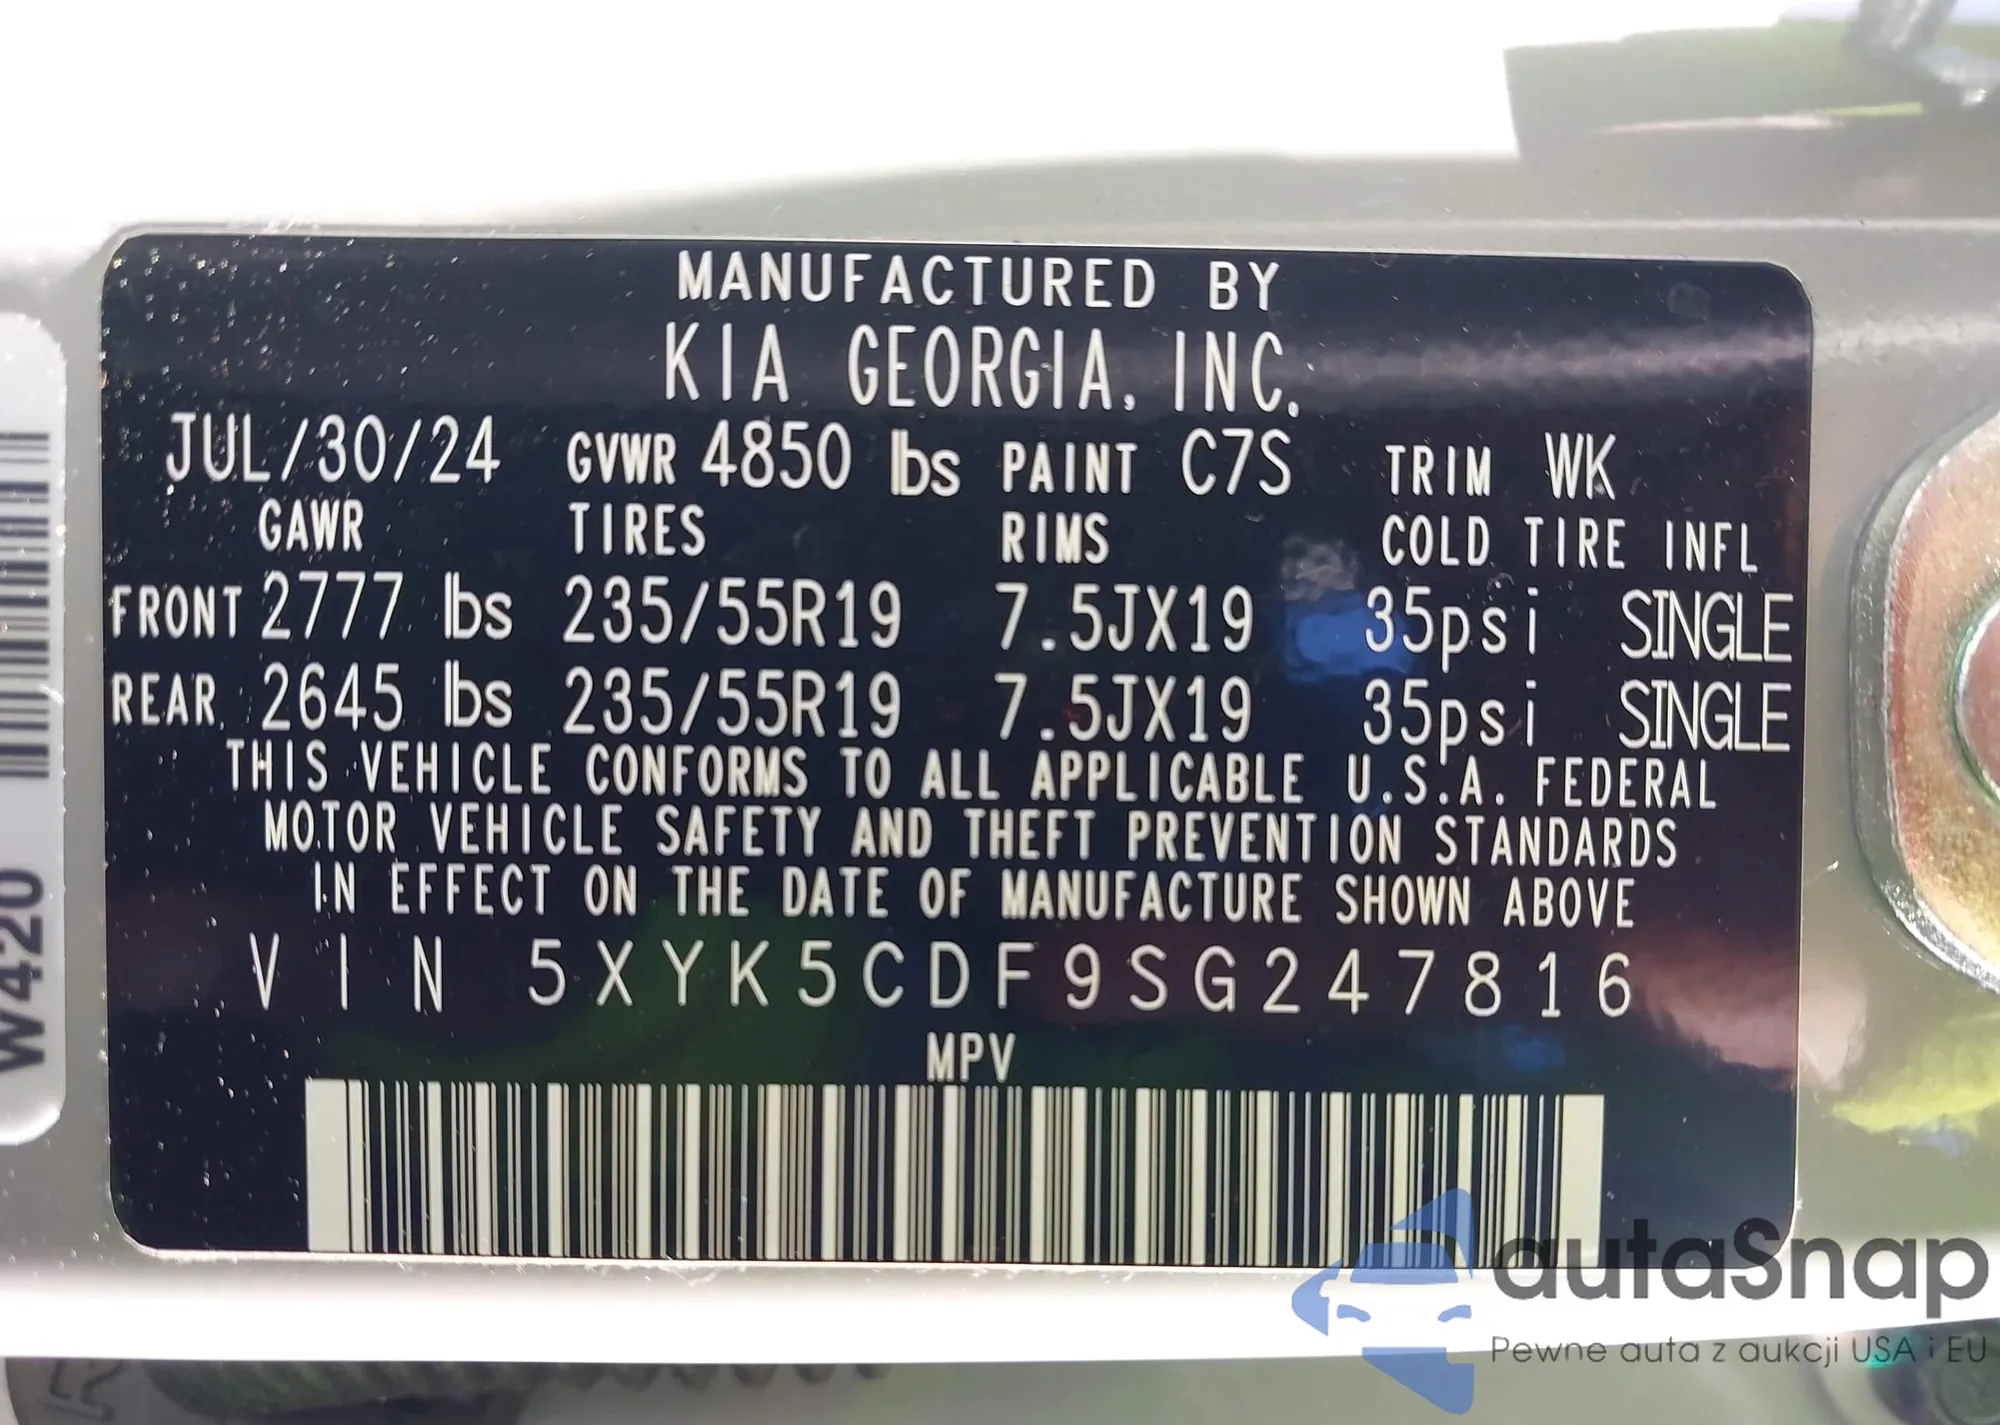 MANUFACTURED BY
KIA GEORGIA, INC.
JUL/30/24 GVWR 4850 lbs PAINT C7S TRIM WK
GAWR TIRES RIMS COLD TIRE INFL
FRONT 2777 lbs 235/55R19 7.5JX19 35psi SINGLE
REAR 2645 lbs 235/55R19 7.5JX19 35psi SINGLE
THIS VEHICLE CONFORMS TO ALL APPLICABLE U.S.A. FEDERAL
MOTOR VEHICLE SAFETY AND THEFT PREVENTION STANDARDS
IN EFFECT ON THE DATE OF MANUFACTURE SHOWN ABOVE
VIN 5XYK5CDF9SG247816
MPV
W420
autaSnap
Pewne auta z aukcji USA i EU